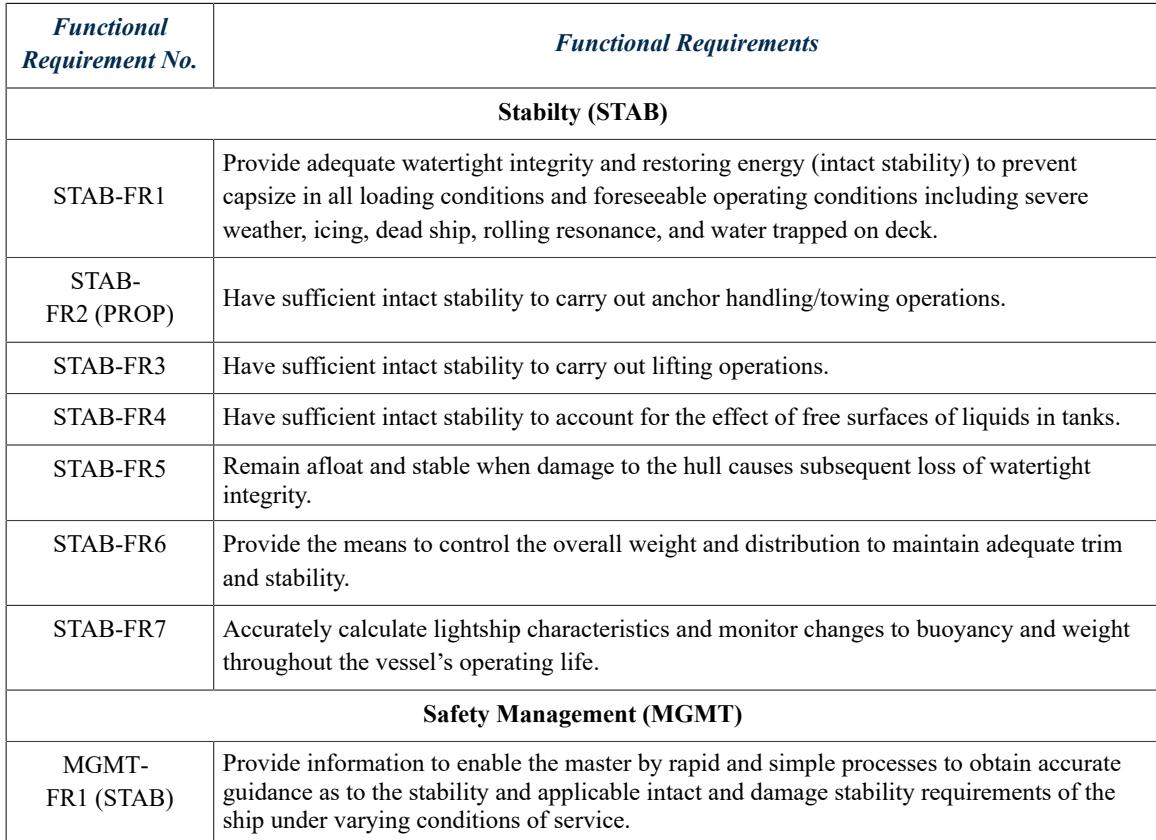 Functional
Requirement No.
Functional Requirements
Stabilty (STAB)
STAB-FR1
Provide adequate watertight integrity and restoring energy (intact stability) to prevent
capsize in all loading conditions and foreseeable operating conditions including severe
weather, icing, dead ship, rolling resonance, and water trapped on deck.
STAB-
FR2 (PROP)
Have sufficient intact stability to carry out anchor handling/towing operations.
STAB-FR3
Have sufficient intact stability to carry out lifting operations.
STAB-FR4
Have sufficient intact stability to account for the effect of free surfaces of liquids in tanks.
STAB-FR5
Remain afloat and stable when damage to the hull causes subsequent loss of watertight
integrity.
STAB-FR6
Provide the means to control the overall weight and distribution to maintain adequate trim
and stability.
STAB-FR7
Accurately calculate lightship characteristics and monitor changes to buoyancy and weight
throughout the vessel’s operating life.
Safety Management (MGMT)
MGMT-
FR1 (STAB)
Provide information to enable the master by rapid and simple processes to obtain accurate
guidance as to the stability and applicable intact and damage stability requirements of the
ship under varying conditions of service.